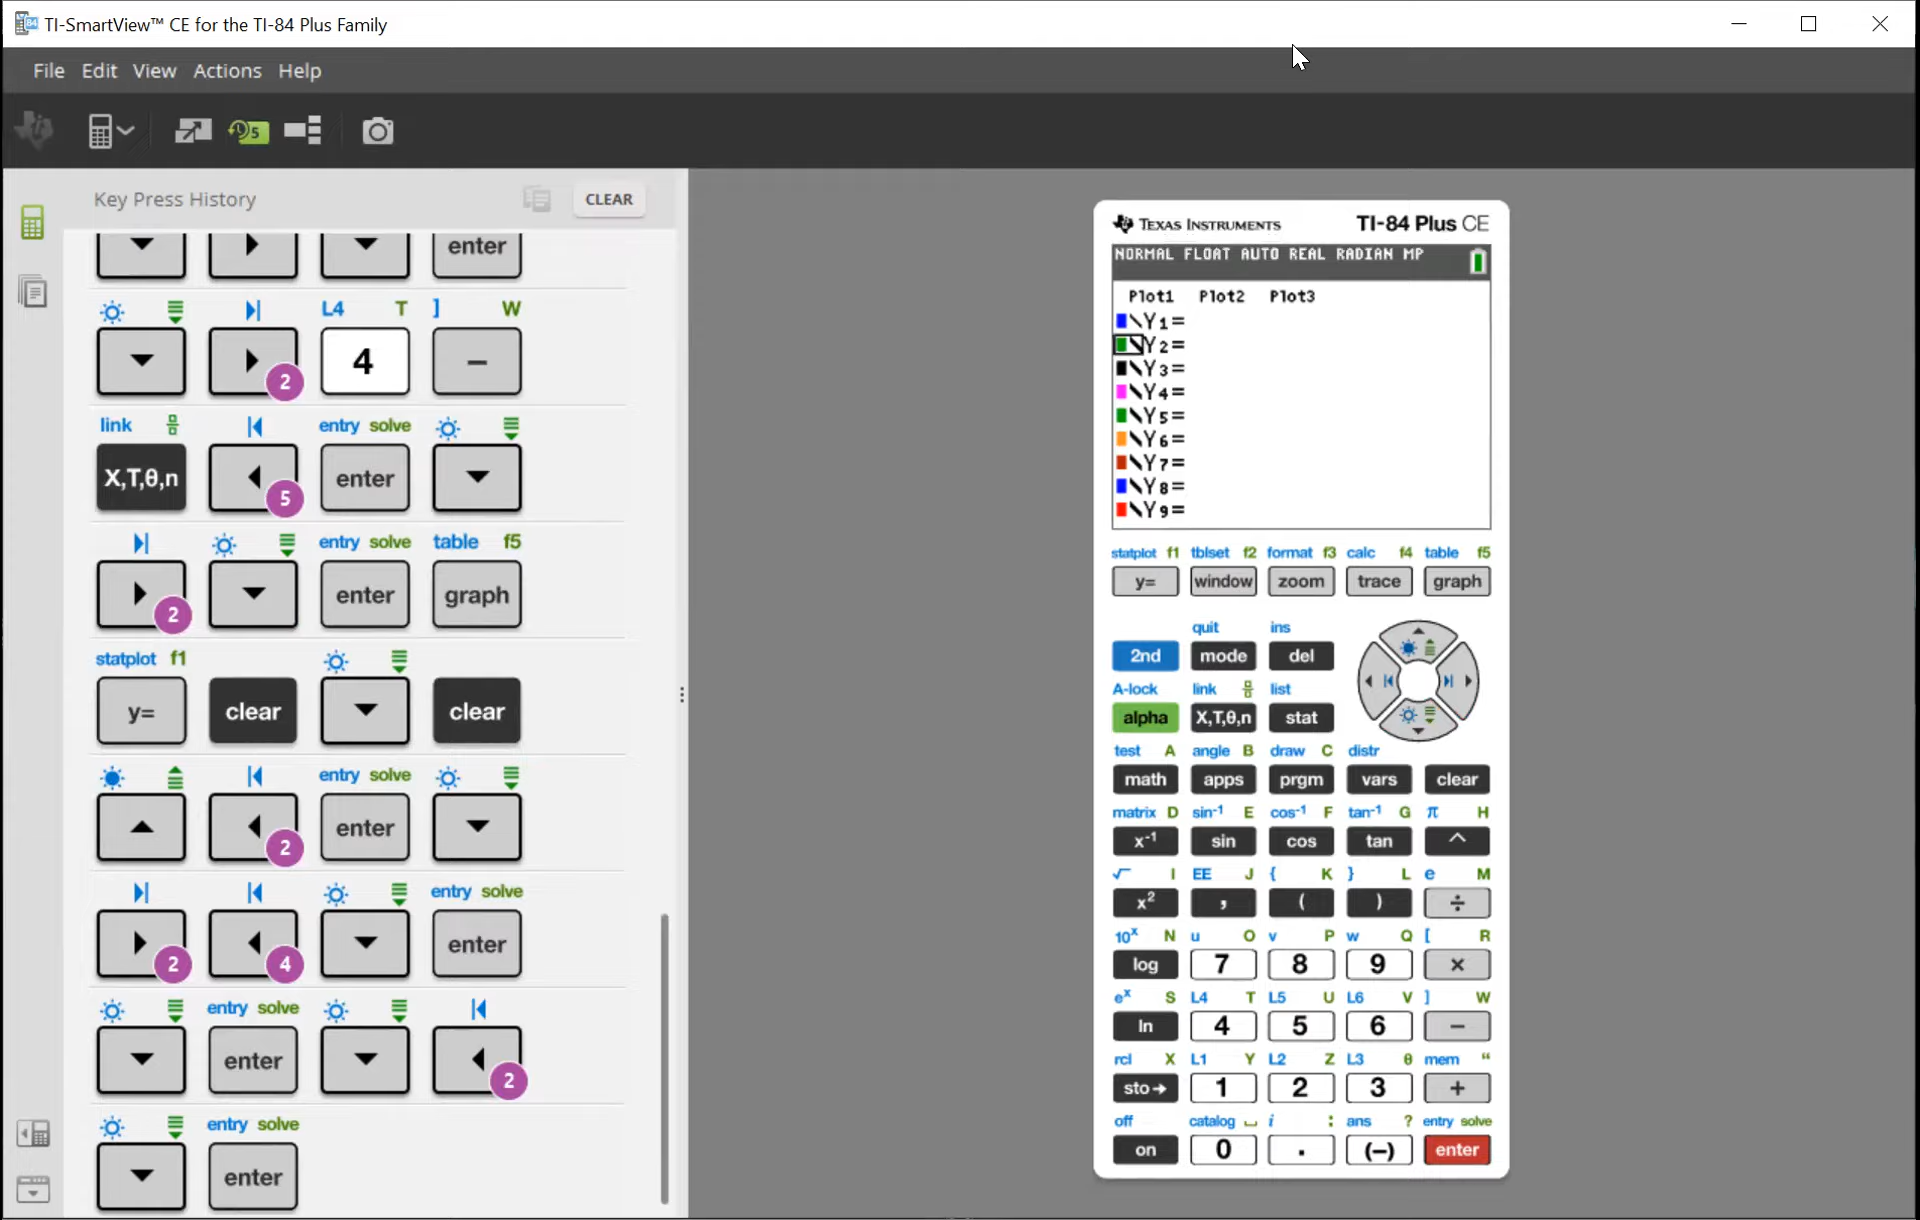 TI-SmartView™ CE for the TI-84 Plus Family
File Edit View Actions Help
5
Key Press History
CLEAR
enter
L4 T ] W
2 4 −
link entry solve
X,T,θ,n 5 enter
entry solve table f5
2 enter graph
statplot f1
y= clear clear
entry solve
2 enter
entry solve
2 4 enter
entry solve
enter 2
entry solve
enter
TEXAS INSTRUMENTS TI-84 Plus CE
NORMAL FLOAT AUTO REAL RADIAN MP
Plot1 Plot2 Plot3
\Y1=
\Y2=
\Y3=
\Y4=
\Y5=
\Y6=
\Y7=
\Y8=
\Y9=
statplot f1 tblset f2 format f3 calc f4 table f5
y= window zoom trace graph
quit ins
2nd mode del
A-lock link list
alpha X,T,θ,n stat
test A angle B draw C distr
math apps prgm vars clear
matrix D sin⁻¹ E cos⁻¹ F tan⁻¹ G π H
x⁻¹ sin cos tan ^
√ I EE J { K } L e M
x² , ( ) ÷
10ˣ N u O v P w Q [ R
log 7 8 9 ×
eˣ S L4 T L5 U L6 V ] W
ln 4 5 6 −
rcl X L1 Y L2 Z L3 θ mem “
sto→ 1 2 3 +
off catalog ⎵ i : ans ? entry solve
on 0 . (−) enter